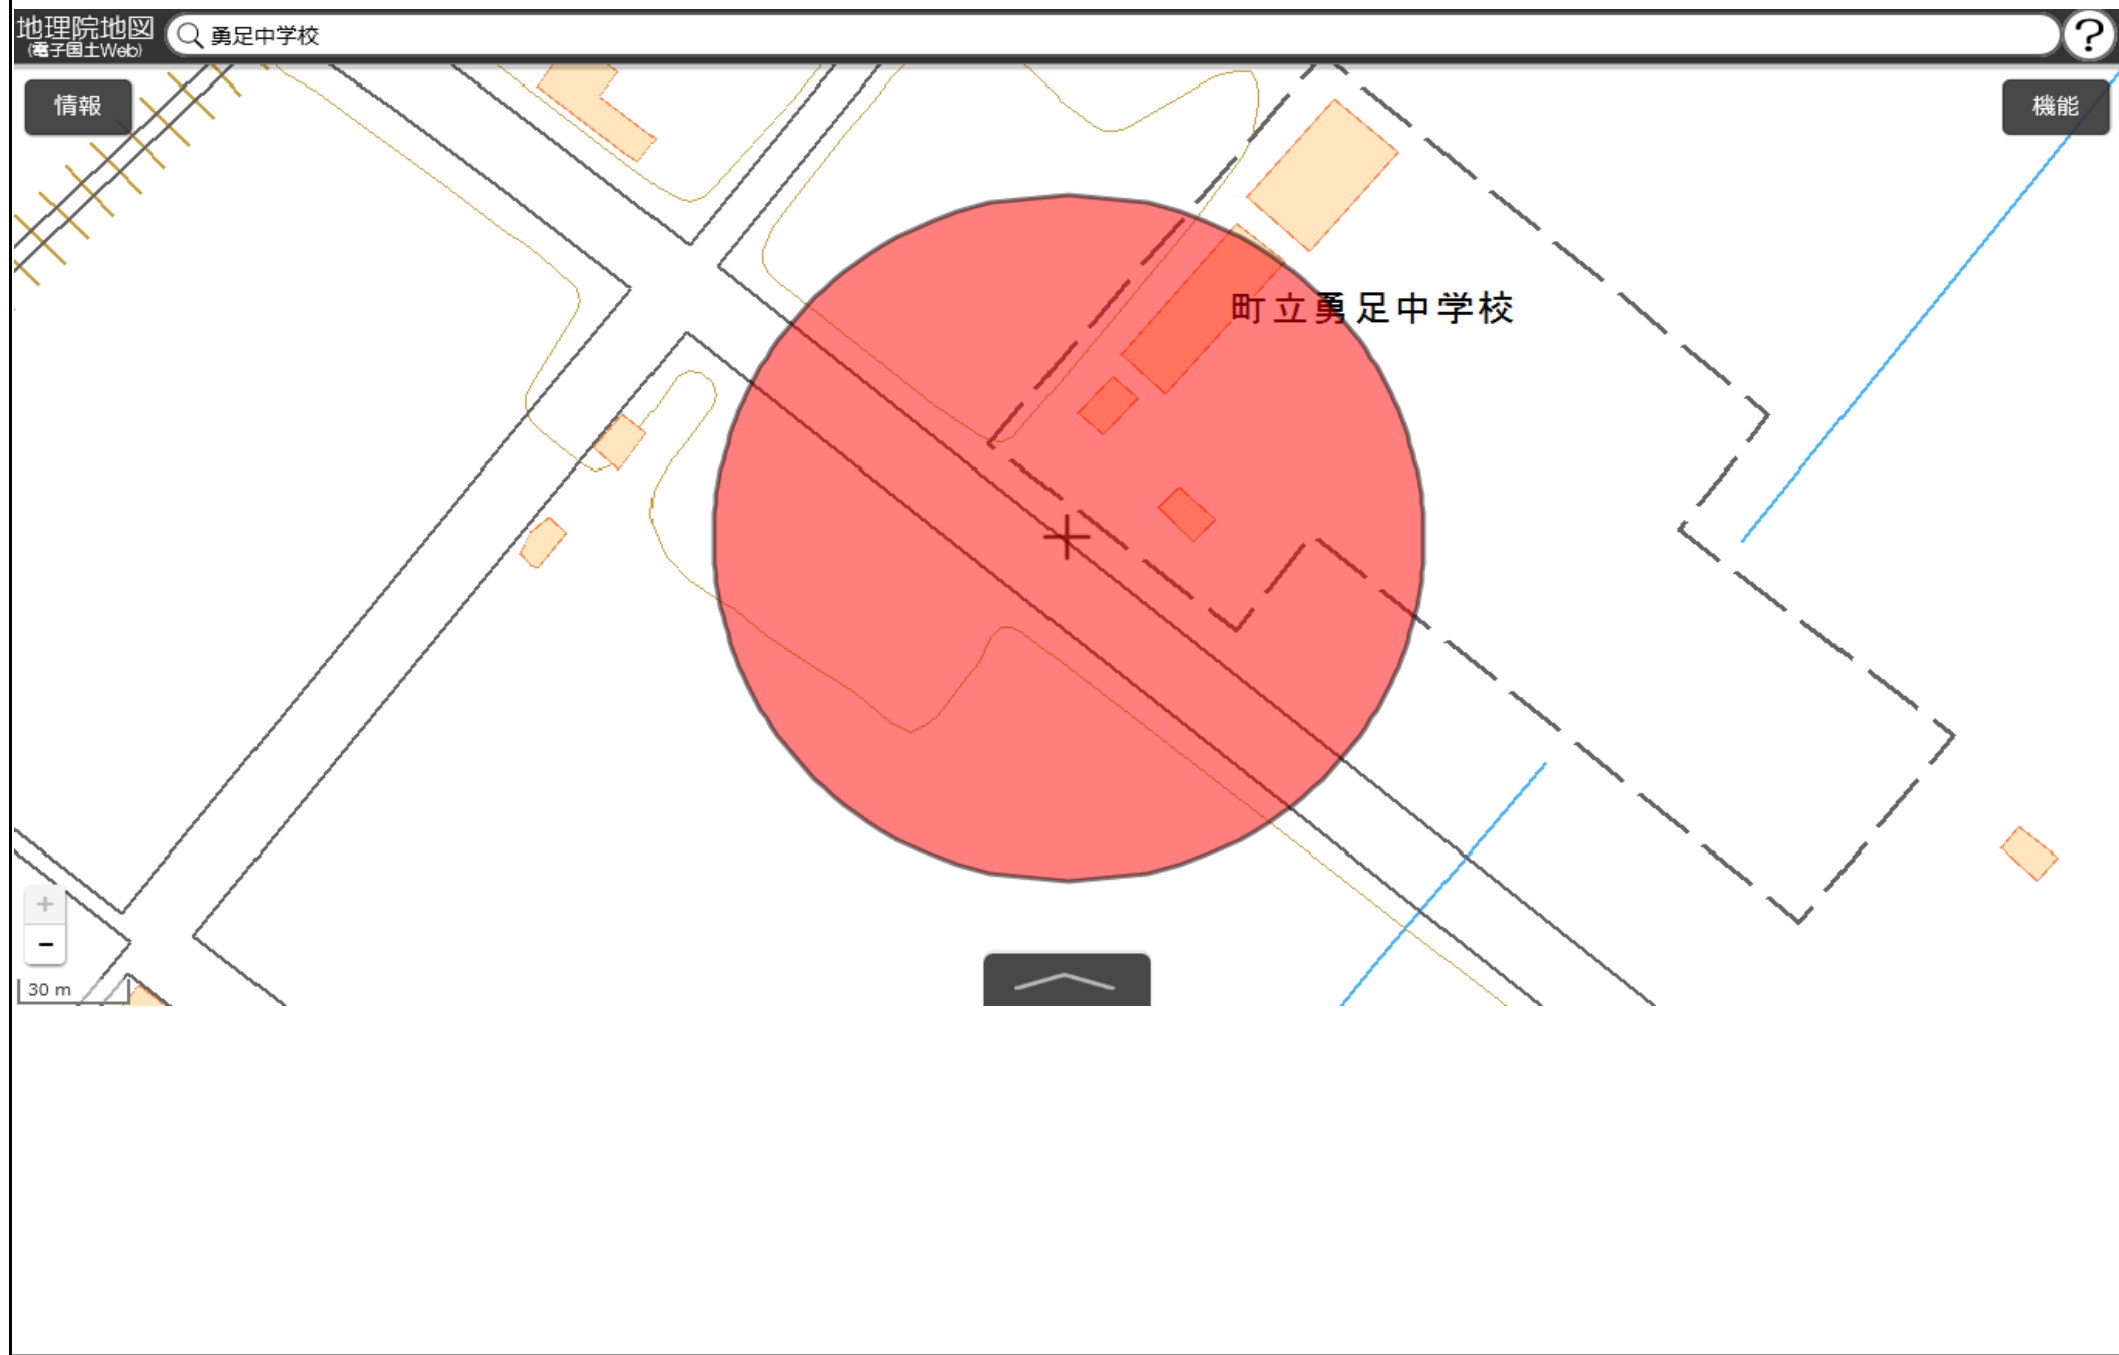 地理院地図
(電子国土Web)
勇足中学校
?
情報
機能
町立勇足中学校
+
−
30 m